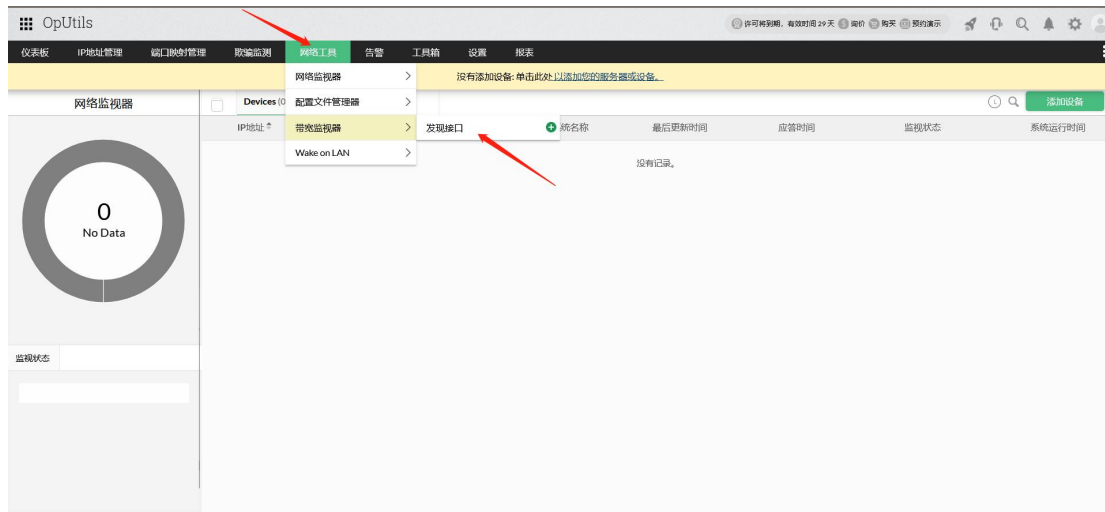 OpUtils
许可将到期，有效时间 29 天 询价 购买 预约演示
仪表板 IP地址管理 端口映射管理 欺骗监测 网络工具 告警 工具箱 设置 报表
网络监视器 没有添加设备: 单击此处 以添加您的服务器或设备。
网络监视器 Devices (0 配置文件管理器 添加设备
IP地址 带宽监视器 发现接口 统名称 最后更新时间 应答时间 监视状态 系统运行时间
Wake on LAN
没有记录。
0
No Data
监视状态